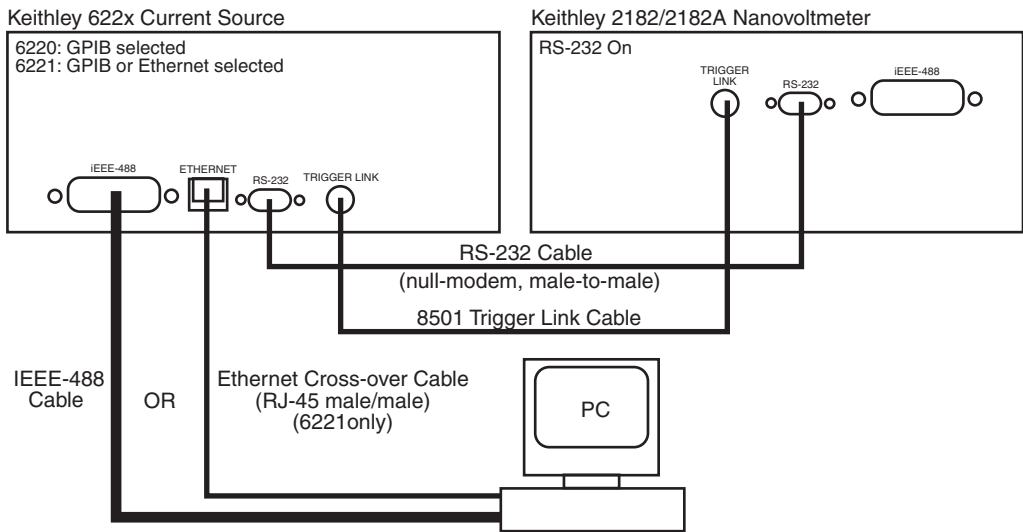 Keithley 622x Current Source
6220: GPIB selected
6221: GPIB or Ethernet selected
iEEE-488
ETHERNET
RS-232
TRIGGER LINK
Keithley 2182/2182A Nanovoltmeter
RS-232 On
TRIGGER
LINK
RS-232
iEEE-488
RS-232 Cable
(null-modem, male-to-male)
8501 Trigger Link Cable
IEEE-488
Cable
OR
Ethernet Cross-over Cable
(RJ-45 male/male)
(6221only)
PC